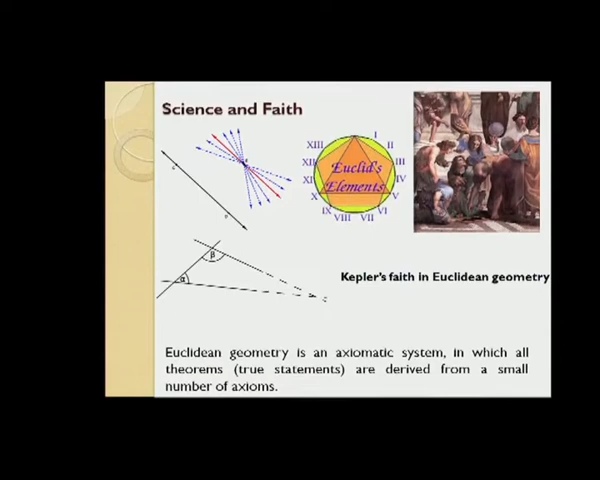 Science and Faith
I
II
III
IV
V
VI
VII
VIII
IX
X
XI
XII
XIII
Euclid's
Elements
β
α
Kepler's faith in Euclidean geometry
Euclidean geometry is an axiomatic system, in which all
theorems (true statements) are derived from a small
number of axioms.